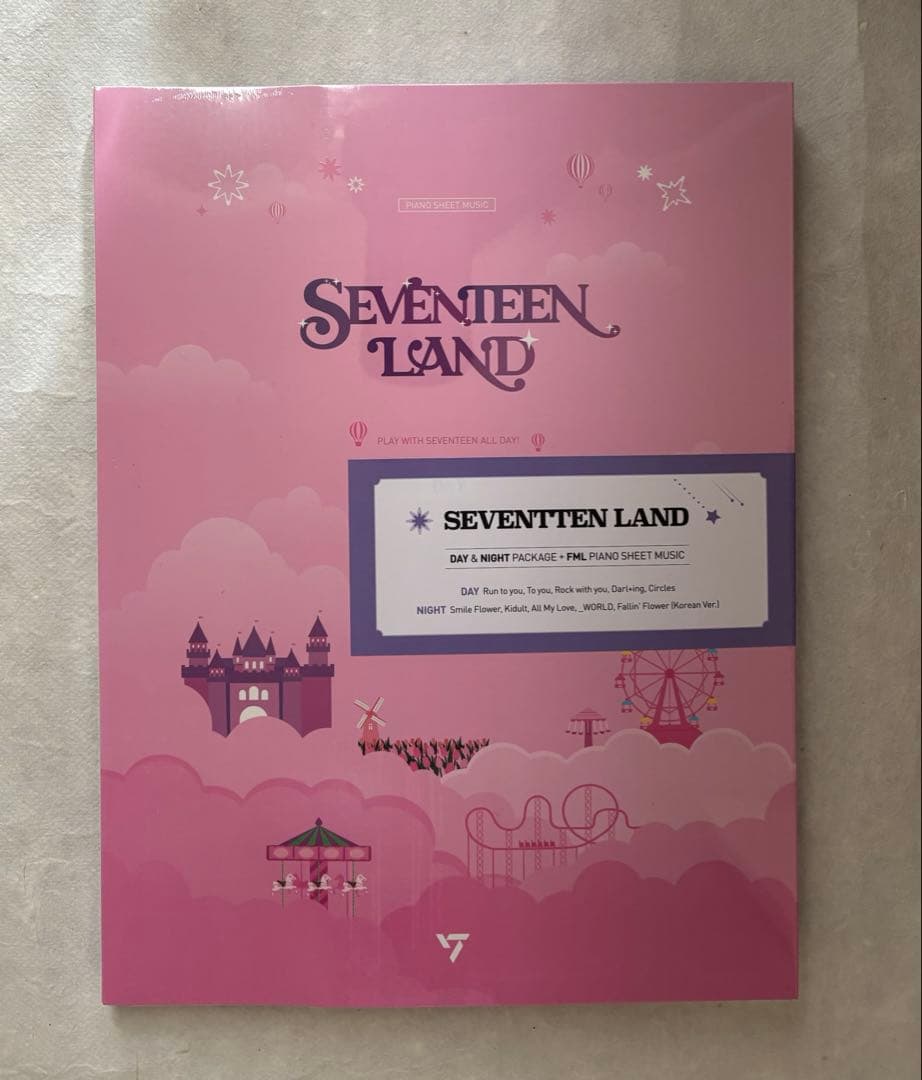 PIANO SHEET MUSIC
SEVENTEEN
LAND
PLAY WITH SEVENTEEN ALL DAY!
SEVENTTEN LAND
DAY & NIGHT PACKAGE + FML PIANO SHEET MUSIC
DAY Run to you, To you, Rock with you, Darl+ing, Circles
NIGHT Smile Flower, Kidult, All My Love, _WORLD, Fallin' Flower (Korean Ver.)